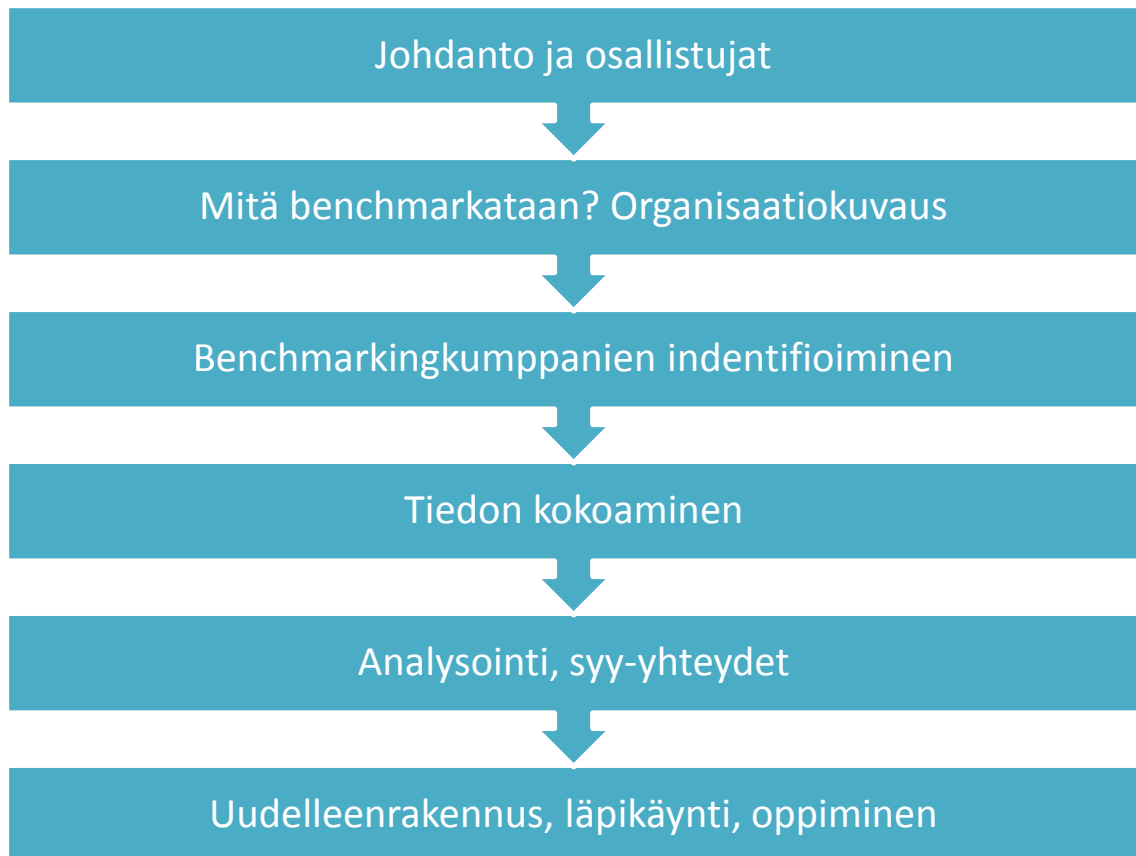 Johdanto ja osallistujat
Mitä benchmarkataan? Organisaatiokuvaus
Benchmarkingkumppanien indentifioiminen
Tiedon kokoaminen
Analysointi, syy-yhteydet
Uudelleenrakennus, läpikäynti, oppiminen